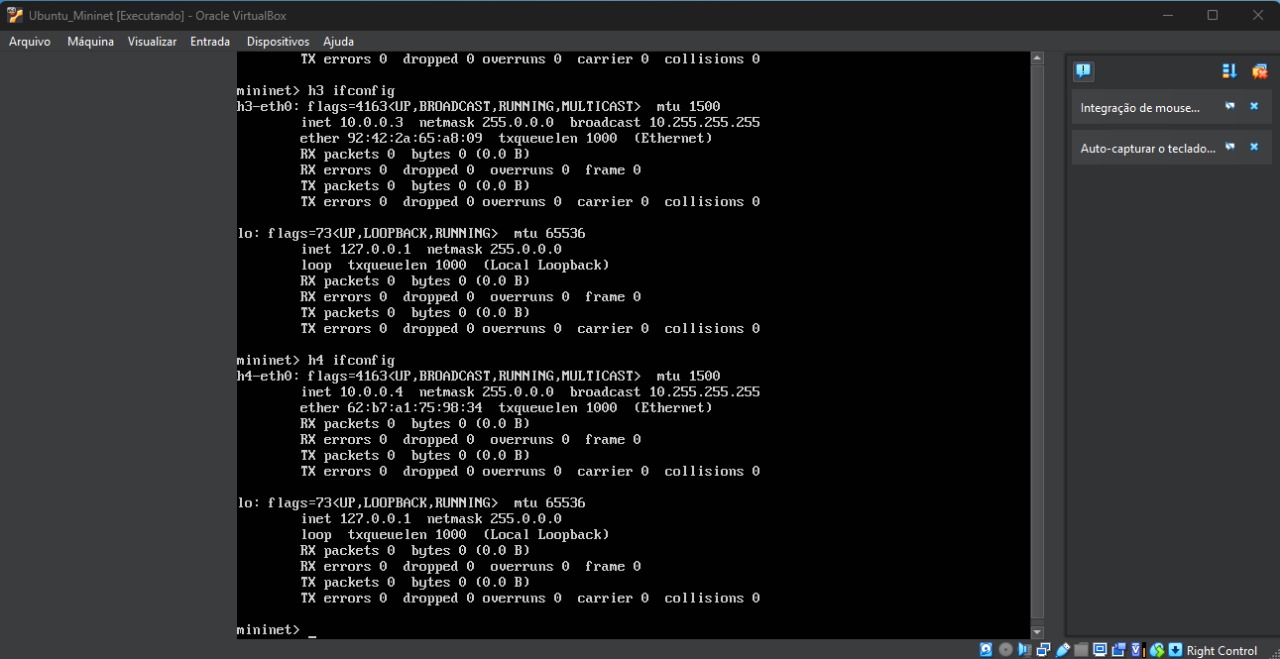 Ubuntu_Mininet [Executando] - Oracle VirtualBox
Arquivo Máquina Visualizar Entrada Dispositivos Ajuda
TX errors 0 dropped 0 overruns 0 carrier 0 collisions 0
mininet> h3 ifconfig
h3-eth0: flags=4163<UP,BROADCAST,RUNNING,MULTICAST> mtu 1500
inet 10.0.0.3 netmask 255.0.0.0 broadcast 10.255.255.255
ether 92:42:2a:65:a8:09 txqueuelen 1000 (Ethernet)
RX packets 0 bytes 0 (0.0 B)
RX errors 0 dropped 0 overruns 0 frame 0
TX packets 0 bytes 0 (0.0 B)
TX errors 0 dropped 0 overruns 0 carrier 0 collisions 0
lo: flags=73<UP,LOOPBACK,RUNNING> mtu 65536
inet 127.0.0.1 netmask 255.0.0.0
loop txqueuelen 1000 (Local Loopback)
RX packets 0 bytes 0 (0.0 B)
RX errors 0 dropped 0 overruns 0 frame 0
TX packets 0 bytes 0 (0.0 B)
TX errors 0 dropped 0 overruns 0 carrier 0 collisions 0
mininet> h4 ifconfig
h4-eth0: flags=4163<UP,BROADCAST,RUNNING,MULTICAST> mtu 1500
inet 10.0.0.4 netmask 255.0.0.0 broadcast 10.255.255.255
ether 62:b7:a1:75:98:34 txqueuelen 1000 (Ethernet)
RX packets 0 bytes 0 (0.0 B)
RX errors 0 dropped 0 overruns 0 frame 0
TX packets 0 bytes 0 (0.0 B)
TX errors 0 dropped 0 overruns 0 carrier 0 collisions 0
lo: flags=73<UP,LOOPBACK,RUNNING> mtu 65536
inet 127.0.0.1 netmask 255.0.0.0
loop txqueuelen 1000 (Local Loopback)
RX packets 0 bytes 0 (0.0 B)
RX errors 0 dropped 0 overruns 0 frame 0
TX packets 0 bytes 0 (0.0 B)
TX errors 0 dropped 0 overruns 0 carrier 0 collisions 0
mininet> _
Integração de mouse...
Auto-capturar o teclado...
Right Control